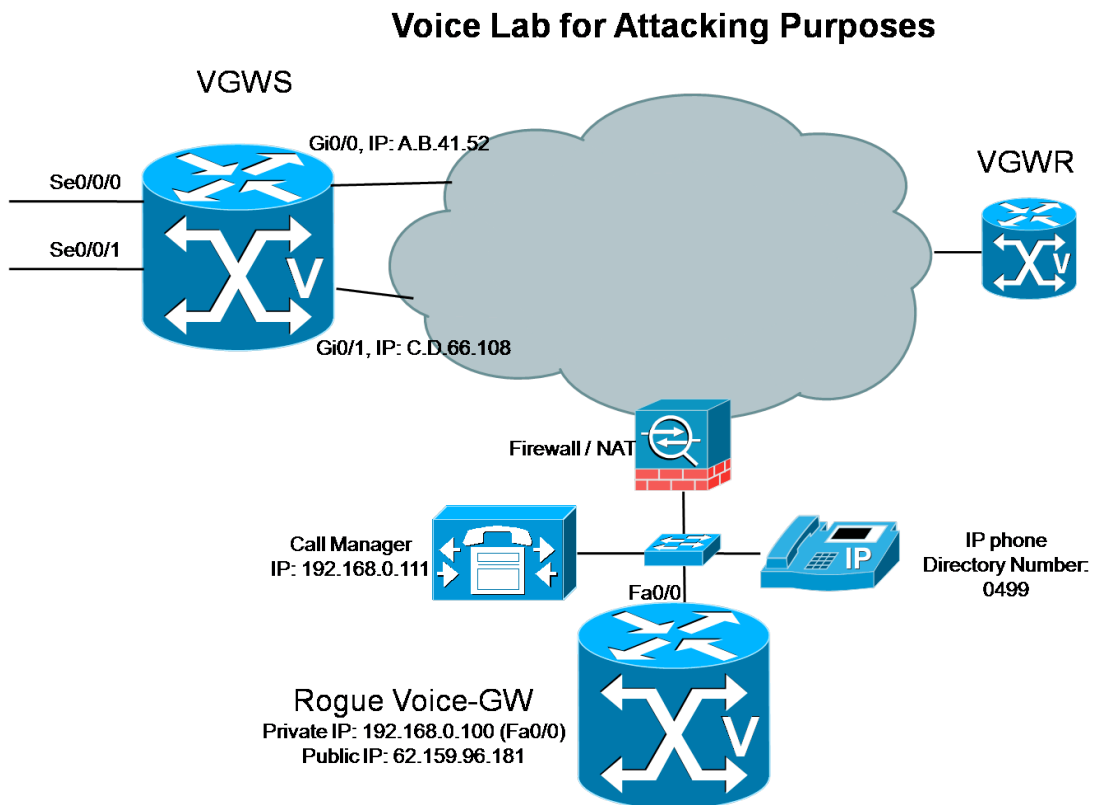 Voice Lab for Attacking Purposes
VGWS
Gi0/0, IP: A.B.41.52
Se0/0/0
VGWR
Se0/0/1
V
V
Gi0/1, IP: C.D.66.108
Firewall / NAT
Call Manager
IP: 192.168.0.111
IP
IP phone
Directory Number:
0499
Fa0/0
Rogue Voice-GW
Private IP: 192.168.0.100 (Fa0/0)
Public IP: 62.159.96.181
V